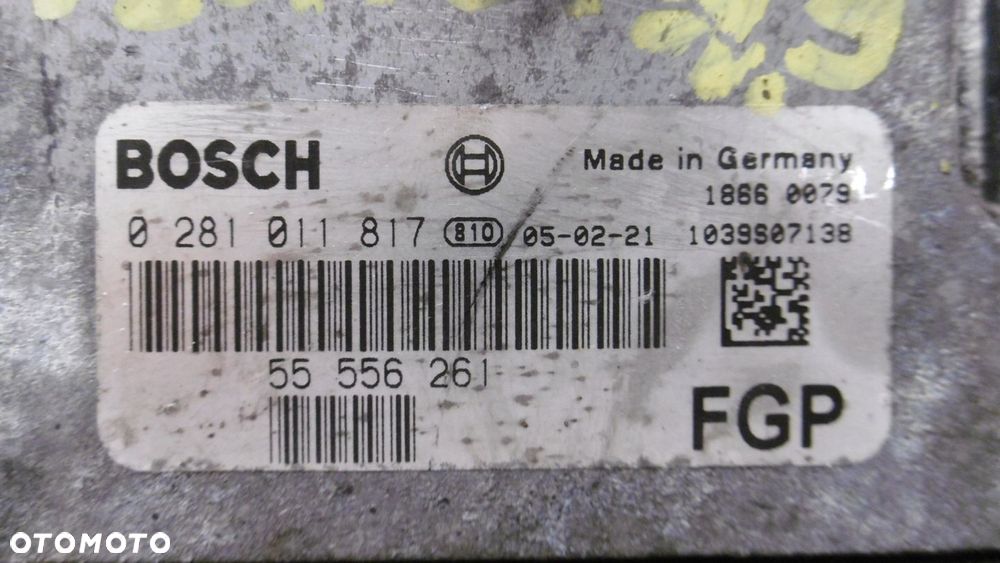 BOSCH Made in Germany
1866 0079
0 281 011 817 810 05-02-21 1039S07138
55 556 261
FGP
OTOMOTO